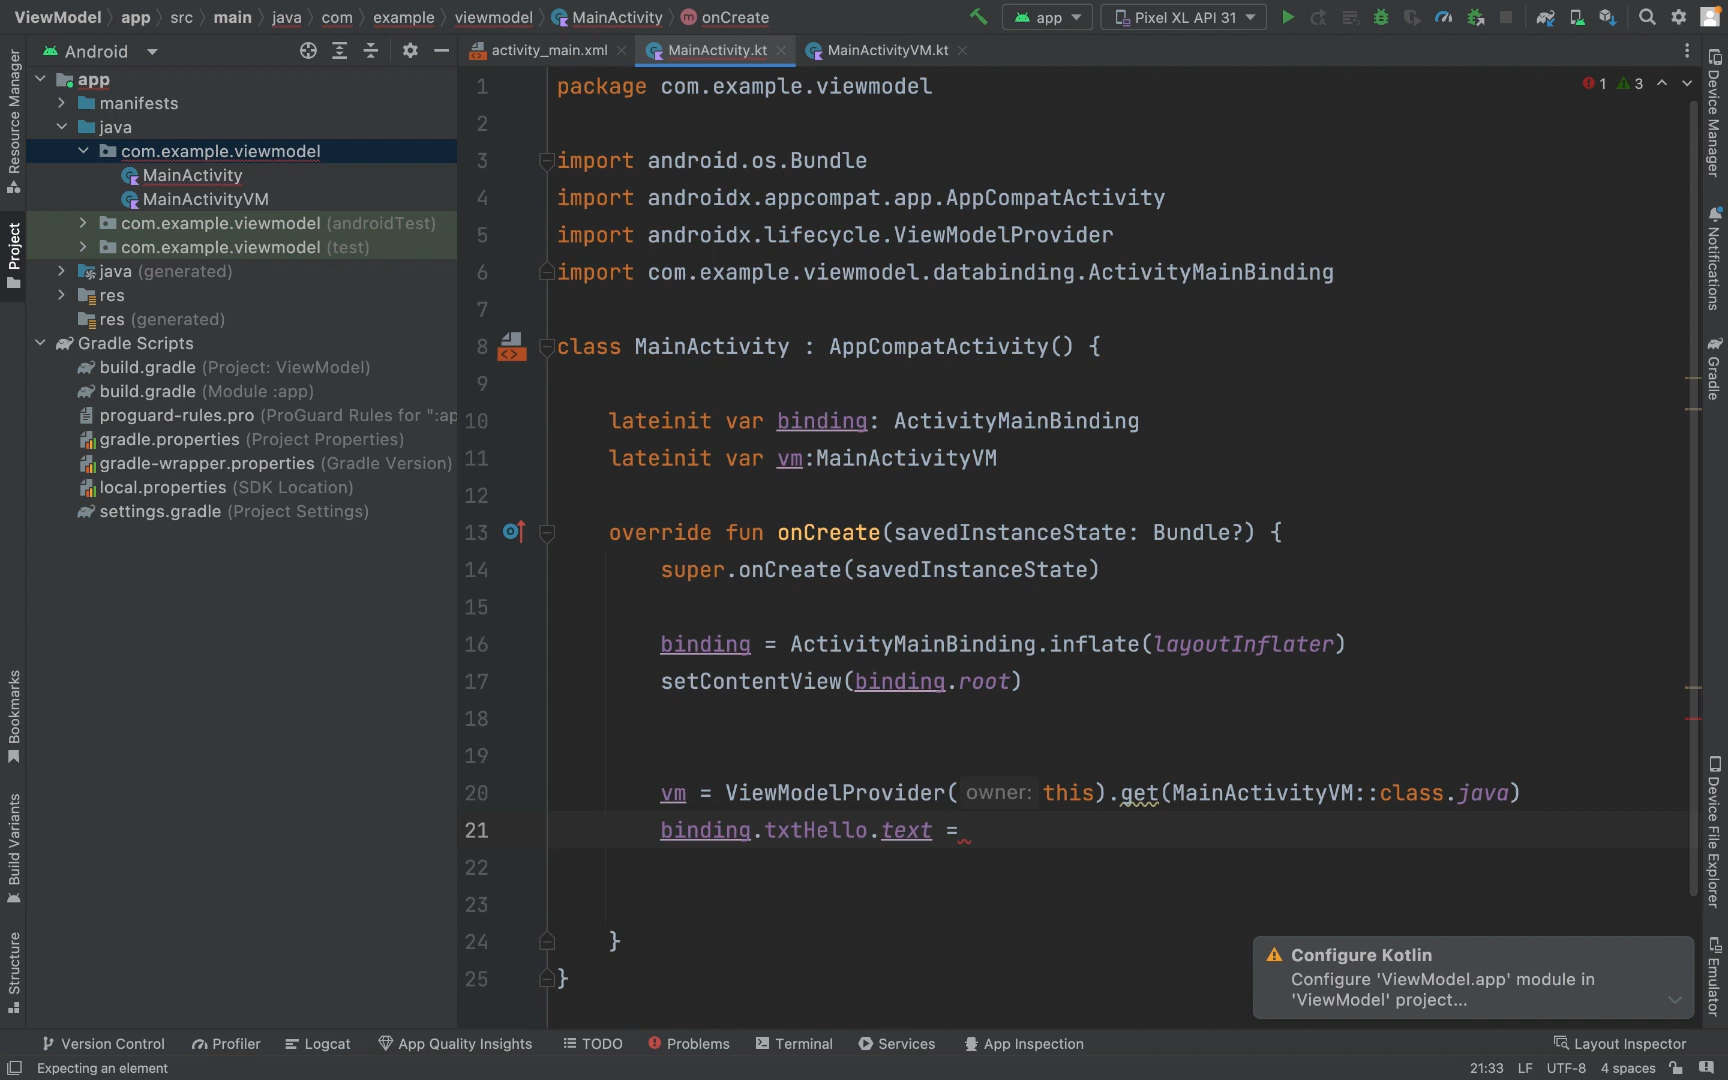 ViewModel app src main java com example viewmodel MainActivity onCreate app Pixel XL API 31
Android
activity_main.xml MainActivity.kt MainActivityVM.kt
Resource Manager
Project
Bookmarks
Build Variants
Structure
app
manifests
java
com.example.viewmodel
MainActivity
MainActivityVM
com.example.viewmodel (androidTest)
com.example.viewmodel (test)
java (generated)
res
res (generated)
Gradle Scripts
build.gradle (Project: ViewModel)
build.gradle (Module :app)
proguard-rules.pro (ProGuard Rules for ":ap
gradle.properties (Project Properties)
gradle-wrapper.properties (Gradle Version)
local.properties (SDK Location)
settings.gradle (Project Settings)
1 package com.example.viewmodel
2
3 import android.os.Bundle
4 import androidx.appcompat.app.AppCompatActivity
5 import androidx.lifecycle.ViewModelProvider
6 import com.example.viewmodel.databinding.ActivityMainBinding
7
8 class MainActivity : AppCompatActivity() {
9
10 lateinit var binding: ActivityMainBinding
11 lateinit var vm:MainActivityVM
12
13 override fun onCreate(savedInstanceState: Bundle?) {
14 super.onCreate(savedInstanceState)
15
16 binding = ActivityMainBinding.inflate(layoutInflater)
17 setContentView(binding.root)
18
19
20 vm = ViewModelProvider( owner: this).get(MainActivityVM::class.java)
21 binding.txtHello.text =
22
23
24 }
25 }
1 3
Configure Kotlin
Configure 'ViewModel.app' module in
'ViewModel' project...
Device Manager
Notifications
Gradle
Device File Explorer
Emulator
Version Control Profiler Logcat App Quality Insights TODO Problems Terminal Services App Inspection Layout Inspector
Expecting an element 21:33 LF UTF-8 4 spaces